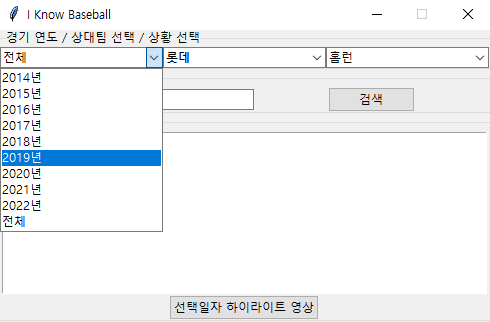 I Know Baseball
경기 연도 / 상대팀 선택 / 상황 선택
전체 롯데 홈런
2014년
2015년
2016년 검색
2017년
2018년
2019년
2020년
2021년
2022년
전체
선택일자 하이라이트 영상